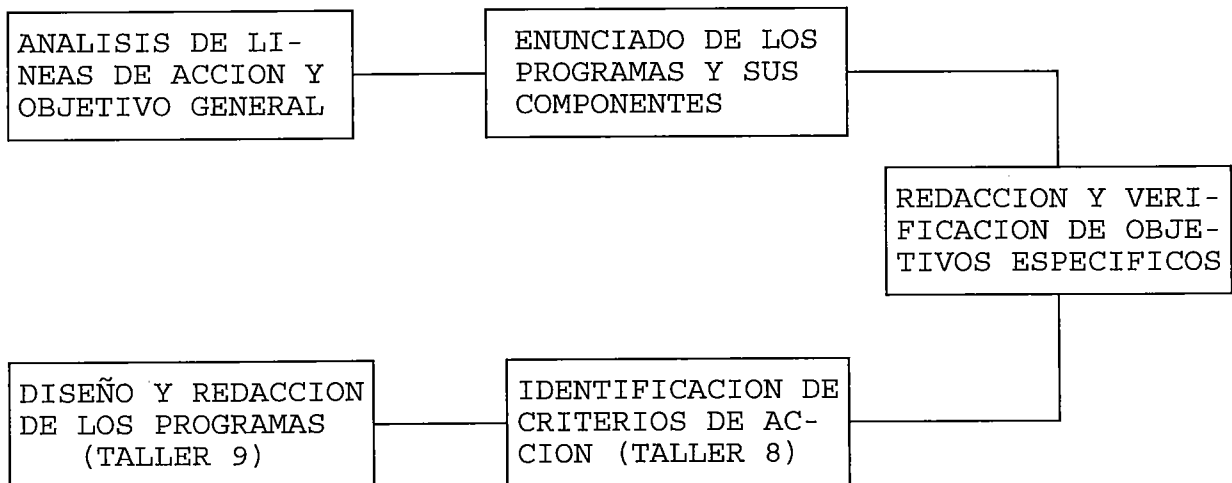 ANALISIS DE LI-
NEAS DE ACCION Y
OBJETIVO GENERAL
ENUNCIADO DE LOS
PROGRAMAS Y SUS
COMPONENTES
REDACCION Y VERI-
FICACION DE OBJE-
TIVOS ESPECIFICOS
DISEÑO Y REDACCION
DE LOS PROGRAMAS
(TALLER 9)
IDENTIFICACION DE
CRITERIOS DE AC-
CION (TALLER 8)